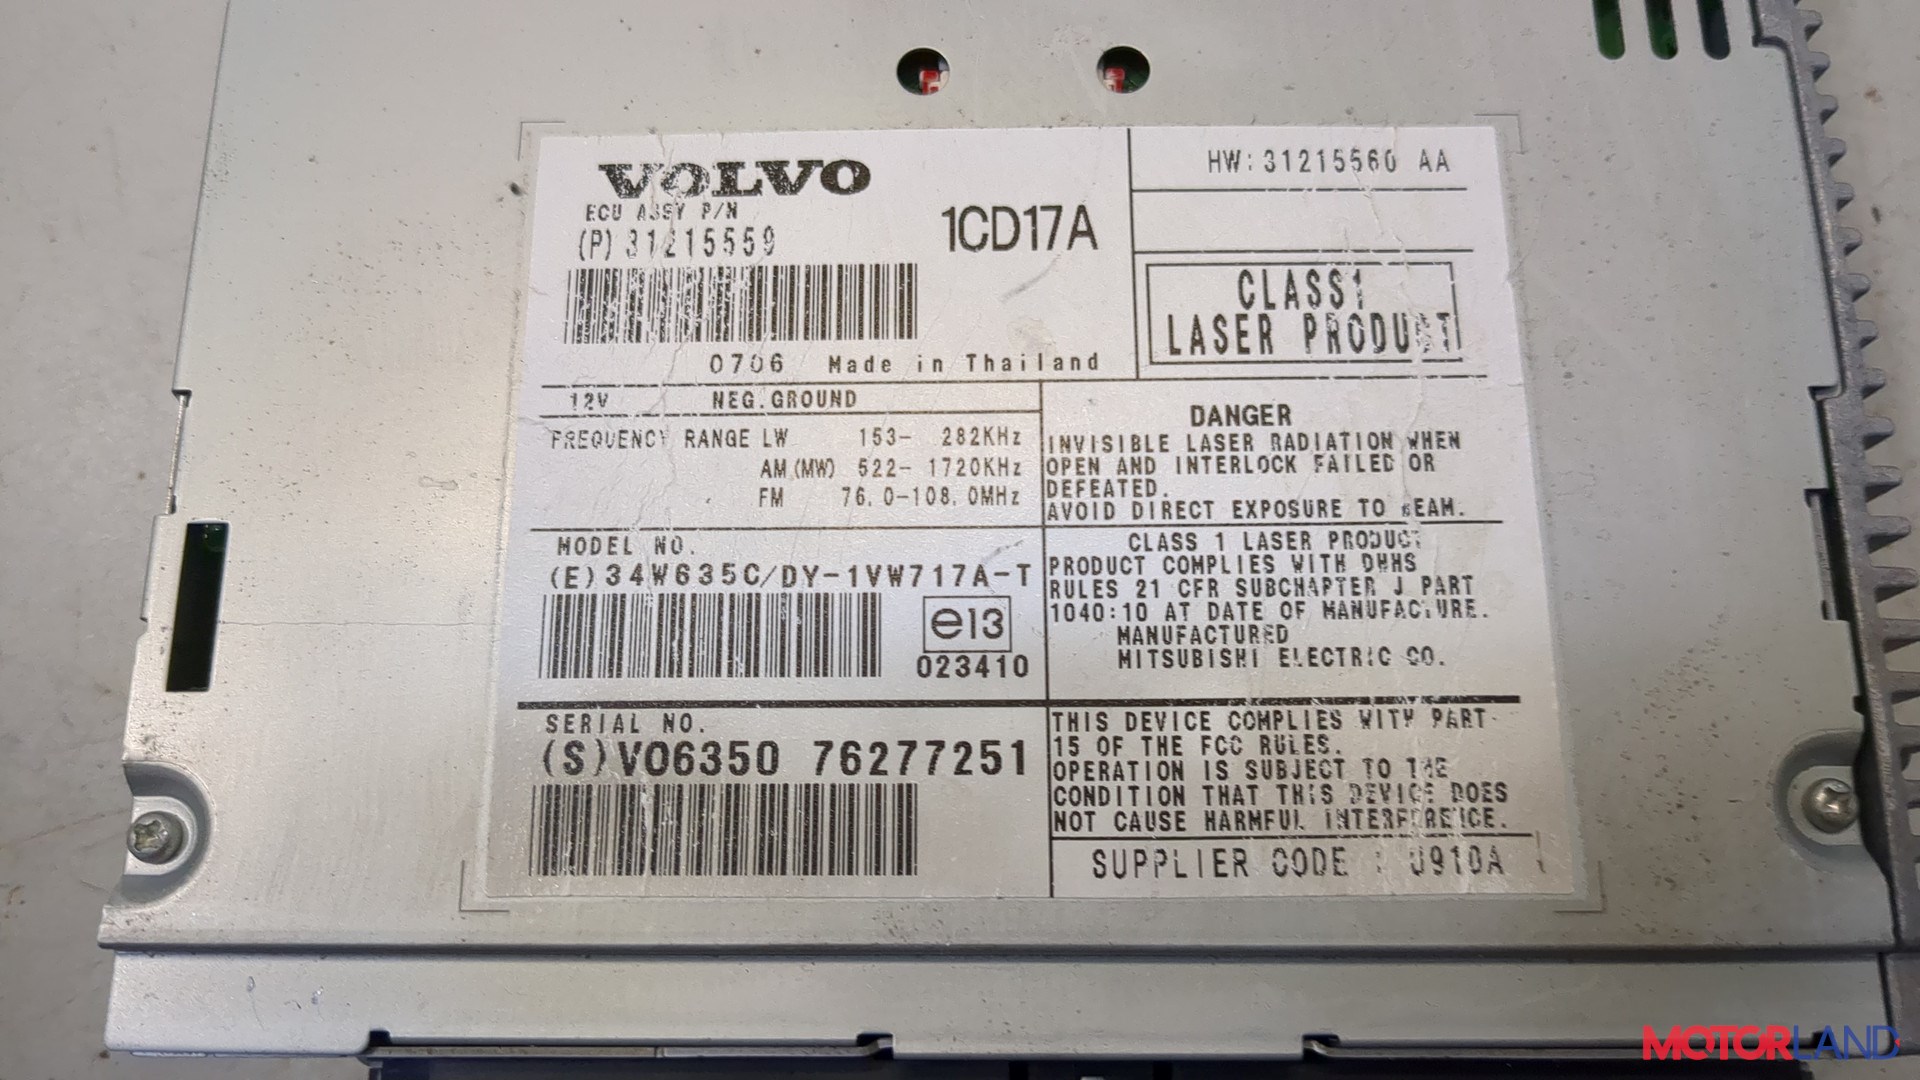 VOLVO
ECU ASSY P/N
(P) 31215559
1CD17A
0706 Made in Thailand
HW: 31215560 AA
CLASS1
LASER PRODUCT
12V NEG. GROUND
FREQUENCY RANGE LW 153- 282KHz
AM (MW) 522- 1720KHz
FM 76.0-108.0MHz
DANGER
INVISIBLE LASER RADIATION WHEN
OPEN AND INTERLOCK FAILED OR
DEFEATED.
AVOID DIRECT EXPOSURE TO BEAM.
MODEL NO.
(E) 34W635C/DY-1VW717A-T
e13
023410
CLASS 1 LASER PRODUCT
PRODUCT COMPLIES WITH DHHS
RULES 21 CFR SUBCHAPTER J PART
1040:10 AT DATE OF MANUFACTURE.
MANUFACTURED
MITSUBISHI ELECTRIC CO.
SERIAL NO.
(S) VO6350 76277251
THIS DEVICE COMPLIES WITH PART
15 OF THE FCC RULES.
OPERATION IS SUBJECT TO THE
CONDITION THAT THIS DEVICE DOES
NOT CAUSE HARMFUL INTERFERENCE.
SUPPLIER CODE : U910A
MOTORLAND